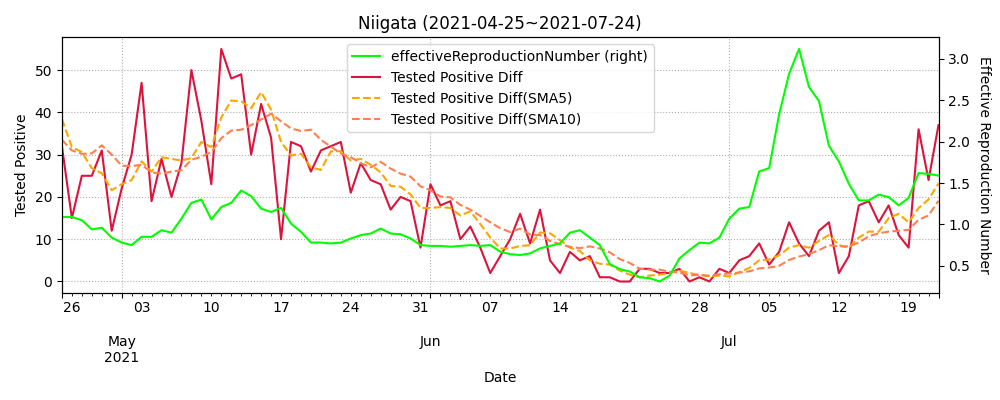 Niigata (2021-04-25~2021-07-24)
effectiveReproductionNumber (right)
Tested Positive Diff
Tested Positive Diff(SMA5)
Tested Positive Diff(SMA10)
Tested Positive
50
40
30
20
10
0
3.0
2.5
2.0
1.5
1.0
0.5
Effective Reproduction Number
26 03 10 17 24 31 07 14 21 28 05 12 19
May Jun Jul
2021
Date